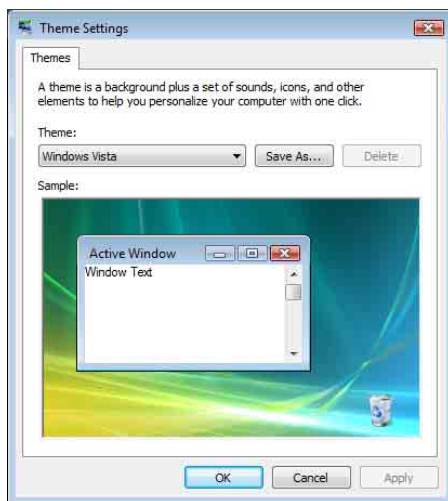 Theme Settings
Themes
A theme is a background plus a set of sounds, icons, and other
elements to help you personalize your computer with one click.
Theme:
Windows Vista
Save As...
Delete
Sample:
Active Window
Window Text
OK
Cancel
Apply